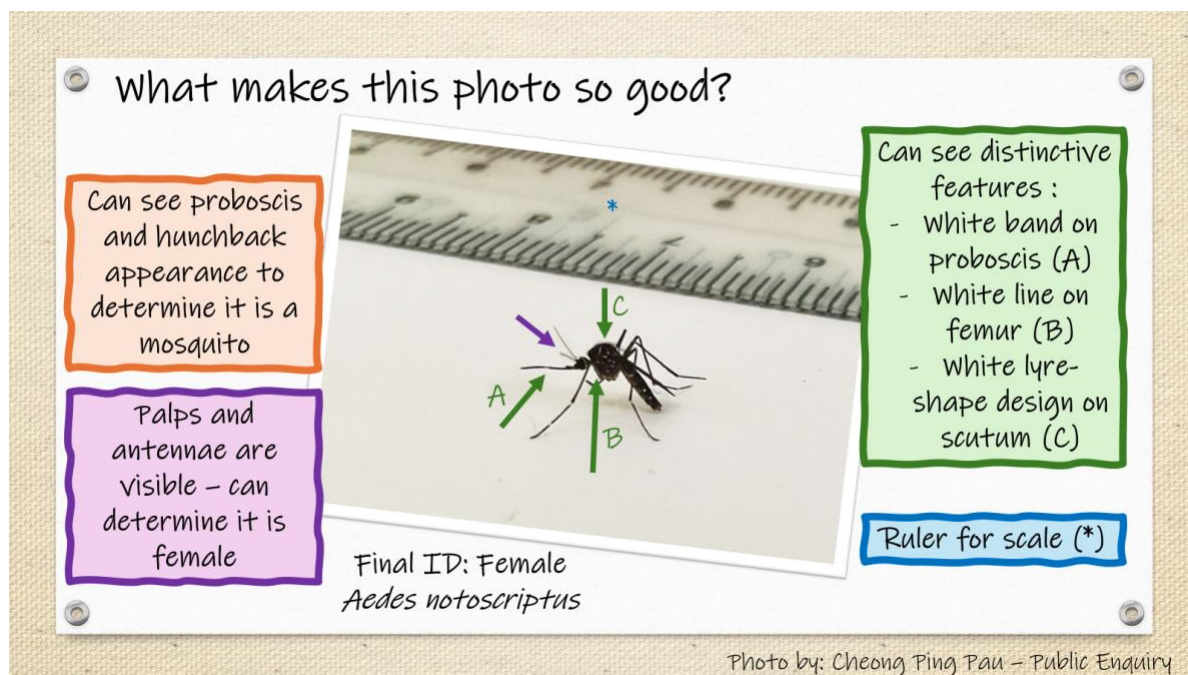 What makes this photo so good?
Can see proboscis
and hunchback
appearance to
determine it is a
mosquito
Palps and
antennae are
visible – can
determine it is
female
*
C
A
B
Can see distinctive
features :
- White band on
proboscis (A)
- White line on
femur (B)
- White lyre-
shape design on
scutum (C)
Ruler for scale (*)
Final ID: Female
Aedes notoscriptus
Photo by: Cheong Ping Pau – Public Enquiry